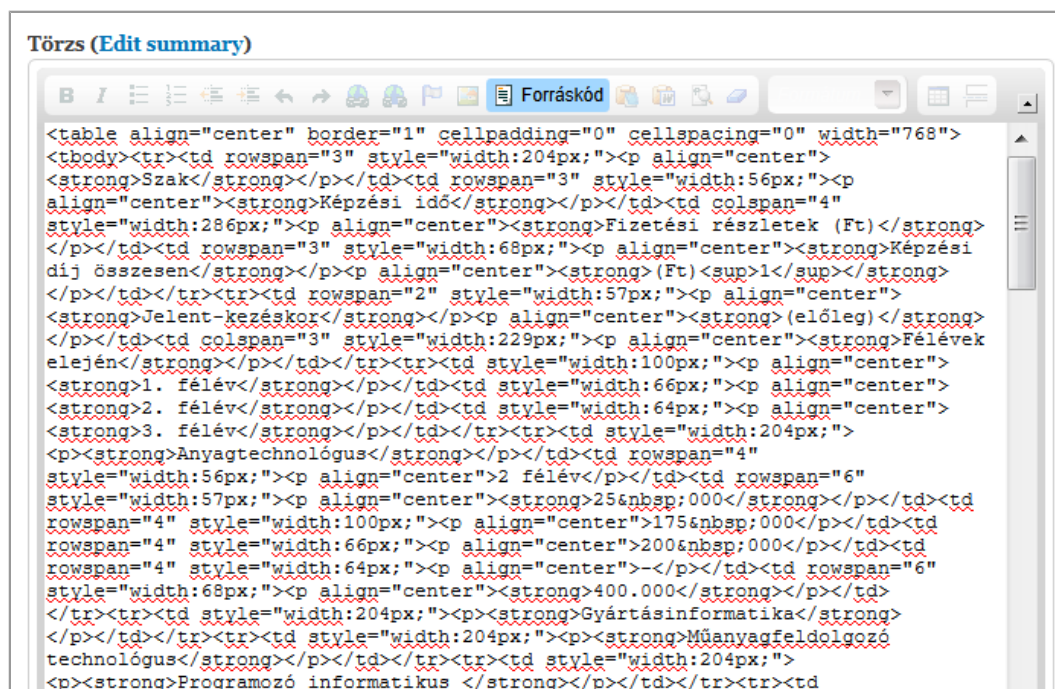 Törzs (Edit summary)
B I Forráskód
<table align="center" border="1" cellpadding="0" cellspacing="0" width="768">
<tbody><tr><td rowspan="3" style="width:204px;"><p align="center">
<strong>Szak</strong></p></td><td rowspan="3" style="width:56px;"><p
align="center"><strong>Képzési idő</strong></p></td><td colspan="4"
style="width:286px;"><p align="center"><strong>Fizetési részletek (Ft)</strong>
</p></td><td rowspan="3" style="width:68px;"><p align="center"><strong>Képzési
díj összesen</strong></p><p align="center"><strong>(Ft)<sup>1</sup></strong>
</p></td></tr><tr><td rowspan="2" style="width:57px;"><p align="center">
<strong>Jelent-kezéskor</strong></p><p align="center"><strong>(előleg)</strong>
</p></td><td colspan="3" style="width:229px;"><p align="center"><strong>Félévek
elején</strong></p></td></tr><tr><td style="width:100px;"><p align="center">
<strong>1. félév</strong></p></td><td style="width:66px;"><p align="center">
<strong>2. félév</strong></p></td><td style="width:64px;"><p align="center">
<strong>3. félév</strong></p></td></tr><tr><td style="width:204px;">
<p><strong>Anyagtechnológus</strong></p></td><td rowspan="4"
style="width:56px;"><p align="center">2 félév</p></td><td rowspan="6"
style="width:57px;"><p align="center"><strong>25&nbsp;000</strong></p></td><td
rowspan="4" style="width:100px;"><p align="center">175&nbsp;000</p></td><td
rowspan="4" style="width:66px;"><p align="center">200&nbsp;000</p></td><td
rowspan="4" style="width:64px;"><p align="center">-</p></td><td rowspan="6"
style="width:68px;"><p align="center"><strong>400.000</strong></p></td>
</tr><tr><td style="width:204px;"><p><strong>Gyártásinformatika</strong>
</p></td></tr><tr><td style="width:204px;"><p><strong>Műanyagfeldolgozó
technológus</strong></p></td></tr><tr><td style="width:204px;">
<p><strong>Programozó informatikus </strong></p></td></tr><tr><td